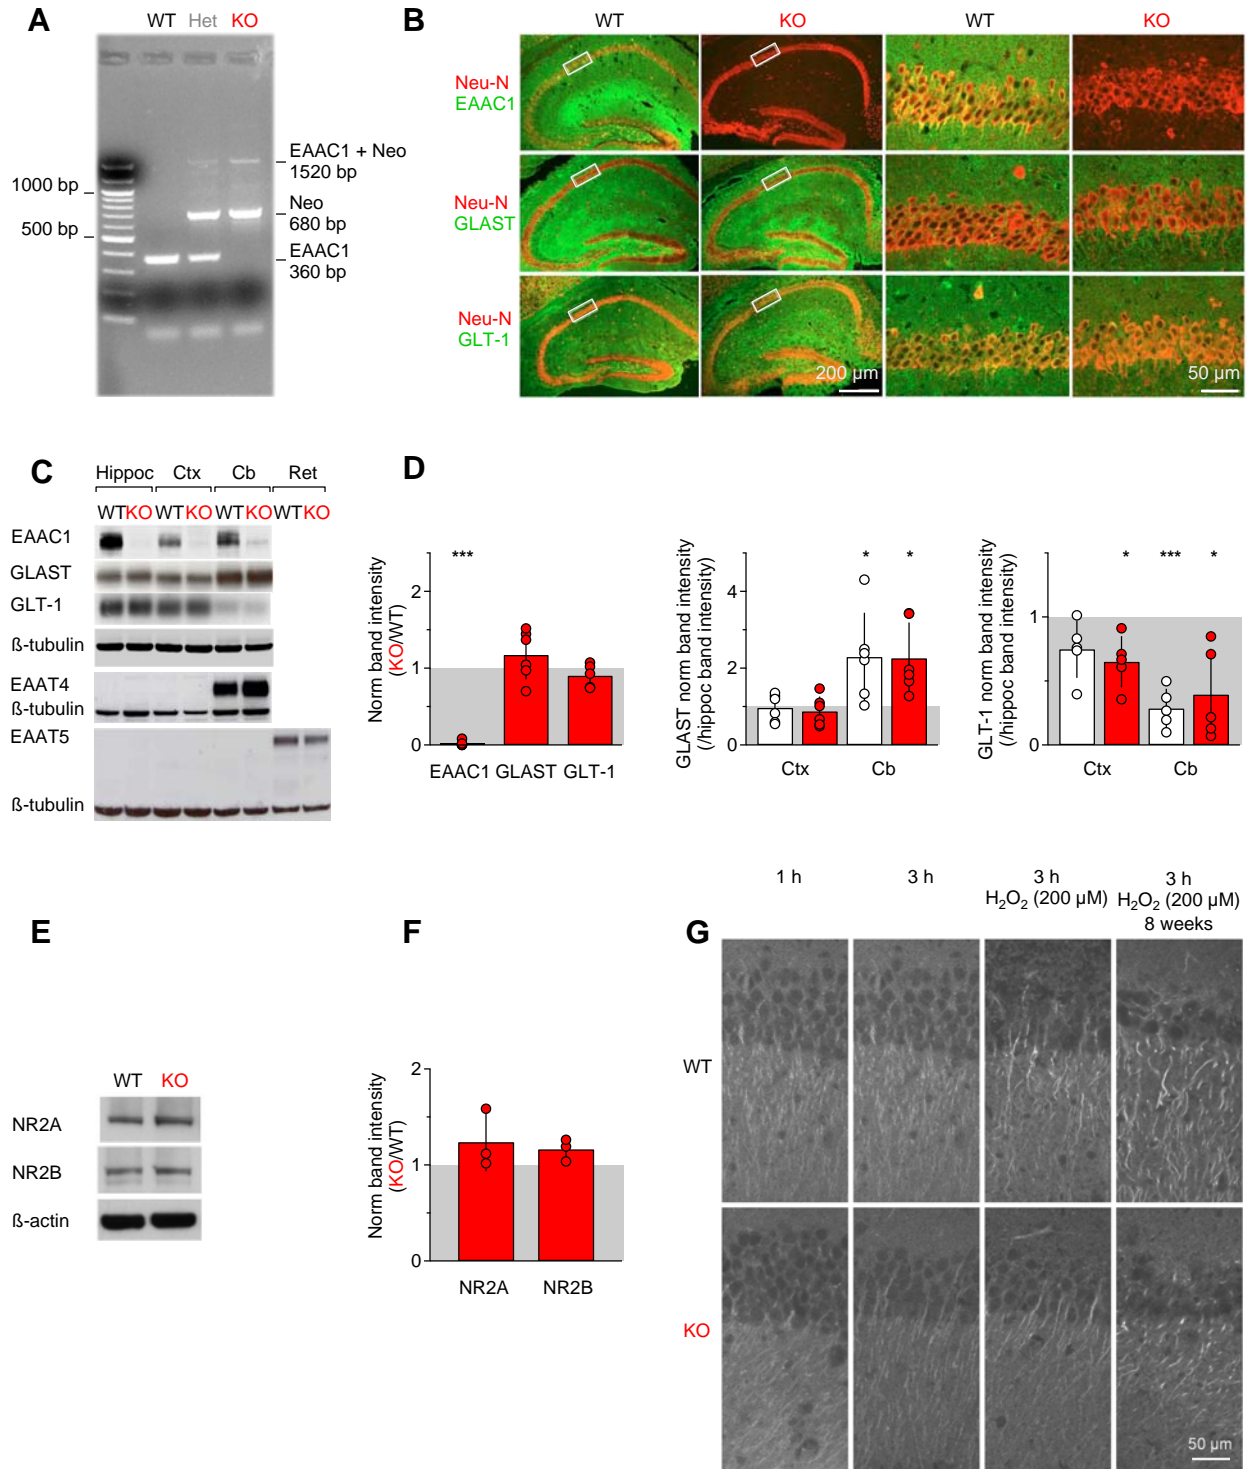 A
WT Het KO
1000 bp
500 bp
EAAC1 + Neo
1520 bp
Neo
680 bp
EAAC1
360 bp
B
WT KO WT KO
Neu-N
EAAC1
Neu-N
GLAST
Neu-N
GLT-1
200 µm
50 µm
C
Hippoc Ctx Cb Ret
WT KO WT KO WT KO WT KO
EAAC1
GLAST
GLT-1
ß-tubulin
EAAT4
ß-tubulin
EAAT5
ß-tubulin
D
Norm band intensity
(KO/WT)
2
1
0
***
EAAC1 GLAST GLT-1
GLAST norm band intensity
(/hippoc band intensity)
4
2
0
* *
Ctx Cb
GLT-1 norm band intensity
(/hippoc band intensity)
1
0
* *** *
Ctx Cb
E
WT KO
NR2A
NR2B
ß-actin
F
Norm band intensity
(KO/WT)
2
1
0
NR2A NR2B
G
1 h
3 h
3 h
H₂O₂ (200 µM)
3 h
H₂O₂ (200 µM)
8 weeks
WT
KO
50 µm